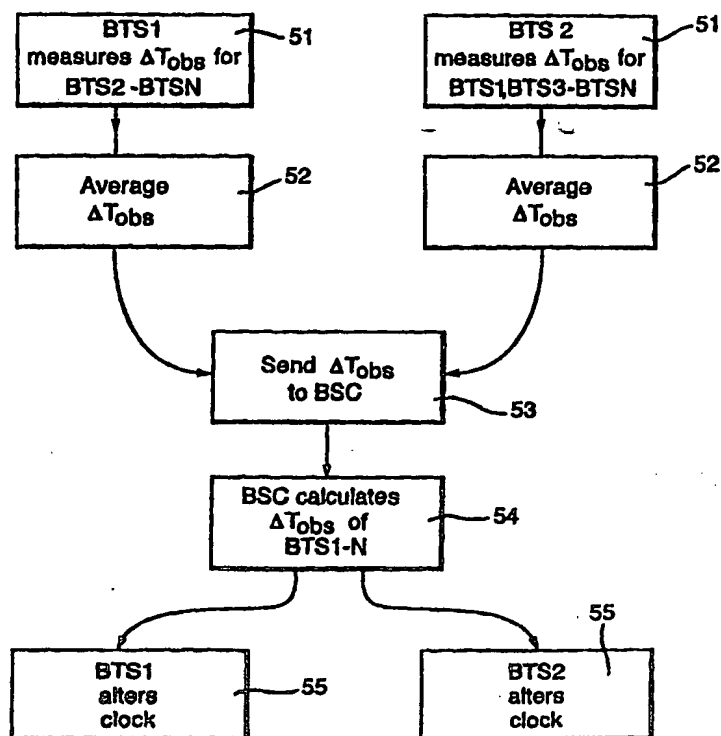 BTS1
measures ΔTobs for
BTS2-BTSN
51
BTS 2
measures ΔTobs for
BTS1,BTS3-BTSN
51
Average
ΔTobs
52
Average
ΔTobs
52
Send ΔTobs
to BSC
53
BSC calculates
ΔTobs of
BTS1-N
54
BTS1
alters
clock
55
BTS2
alters
clock
55